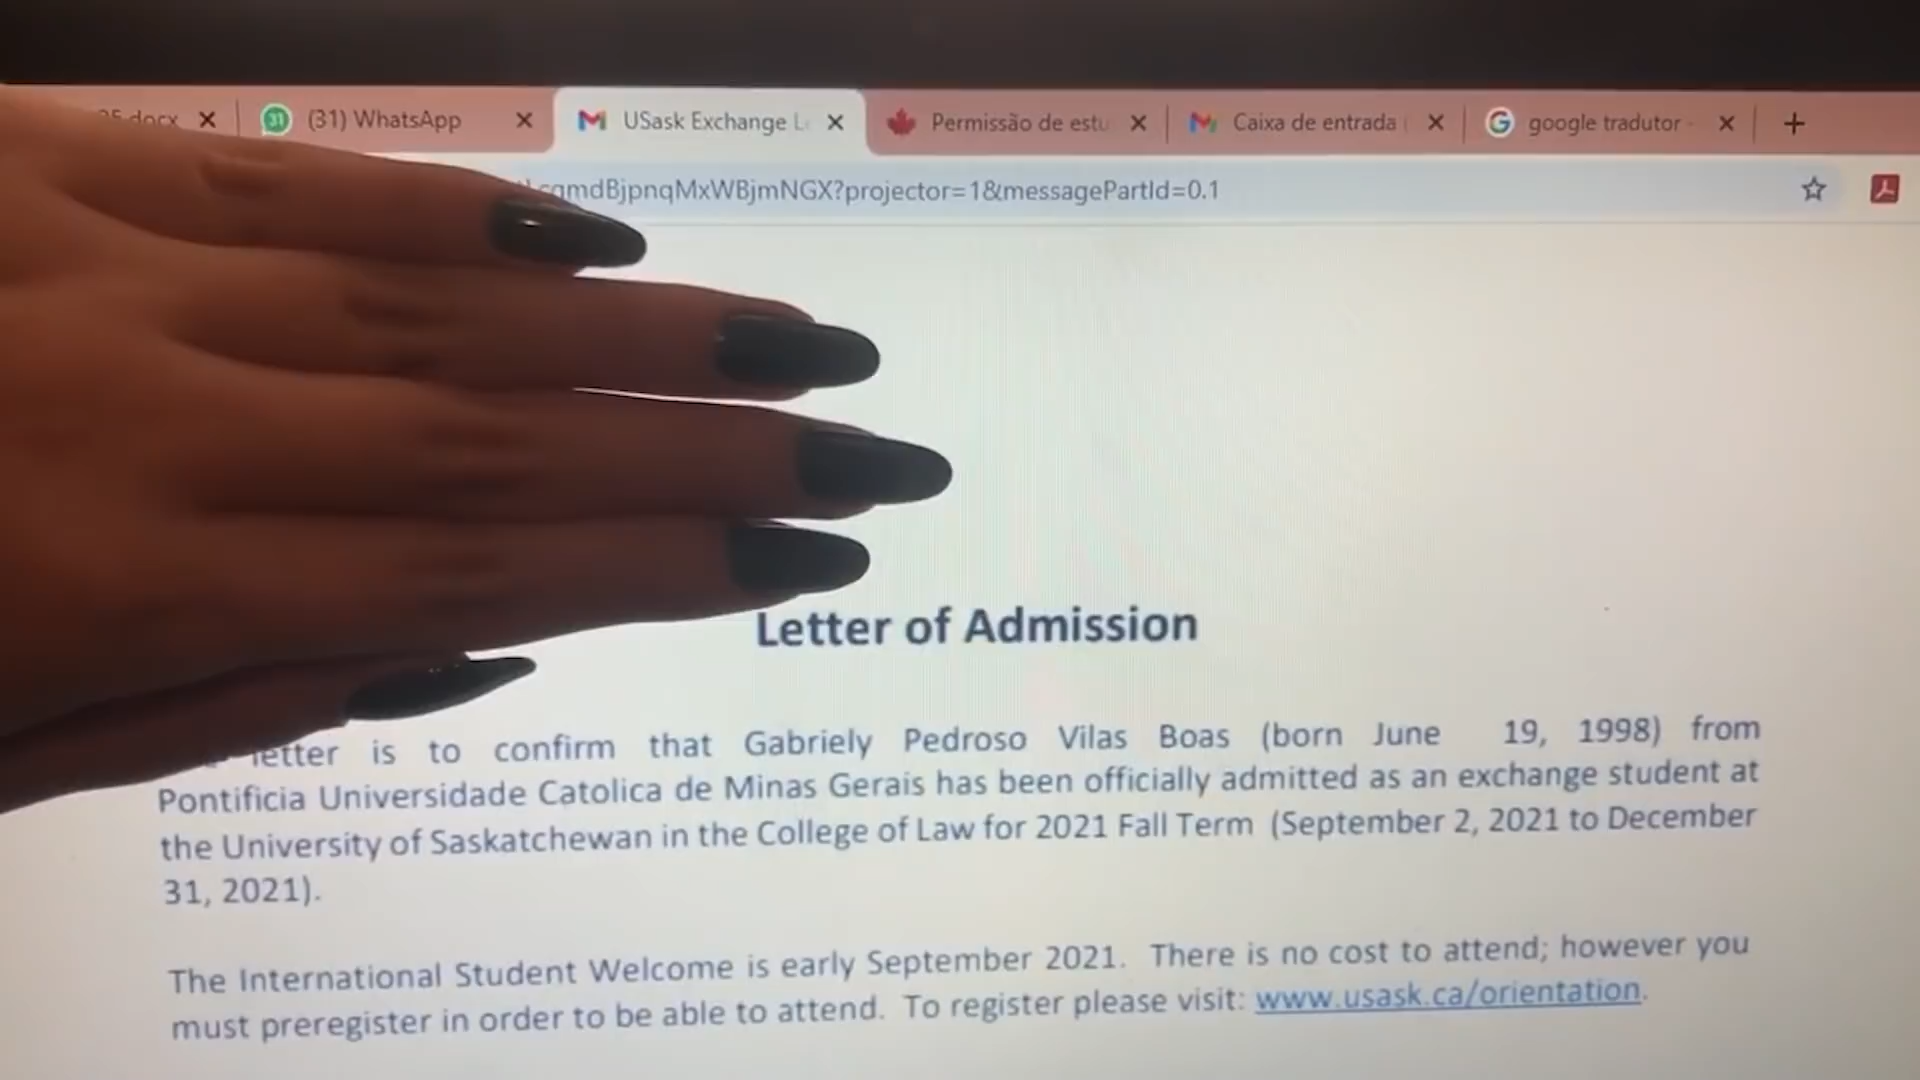 25.docx
(31) WhatsApp
USask Exchange L
Permissão de estu
Caixa de entrada
google tradutor -
gmdBjpnqMxWBjmNGX?projector=1&messagePartId=0.1
Letter of Admission
letter is to confirm that Gabriely Pedroso Vilas Boas (born June 19, 1998) from
Pontificia Universidade Catolica de Minas Gerais has been officially admitted as an exchange student at
the University of Saskatchewan in the College of Law for 2021 Fall Term (September 2, 2021 to December
31, 2021).
The International Student Welcome is early September 2021. There is no cost to attend; however you
must preregister in order to be able to attend. To register please visit: www.usask.ca/orientation.